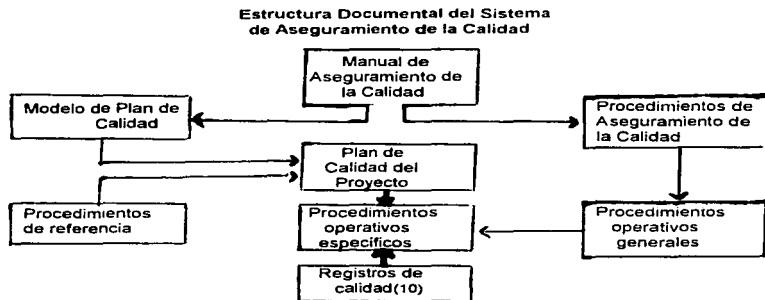 Estructura Documental del Sistema
de Aseguramiento de la Calidad
Manual de
Aseguramiento de
la Calidad
Modelo de Plan de
Calidad
Procedimientos de
Aseguramiento de
la Calidad
Plan de
Calidad del
Proyecto
Procedimientos
de referencia
Procedimientos
operativos
especificos
Procedimientos
operativos
generales
Registros de
calidad(10)